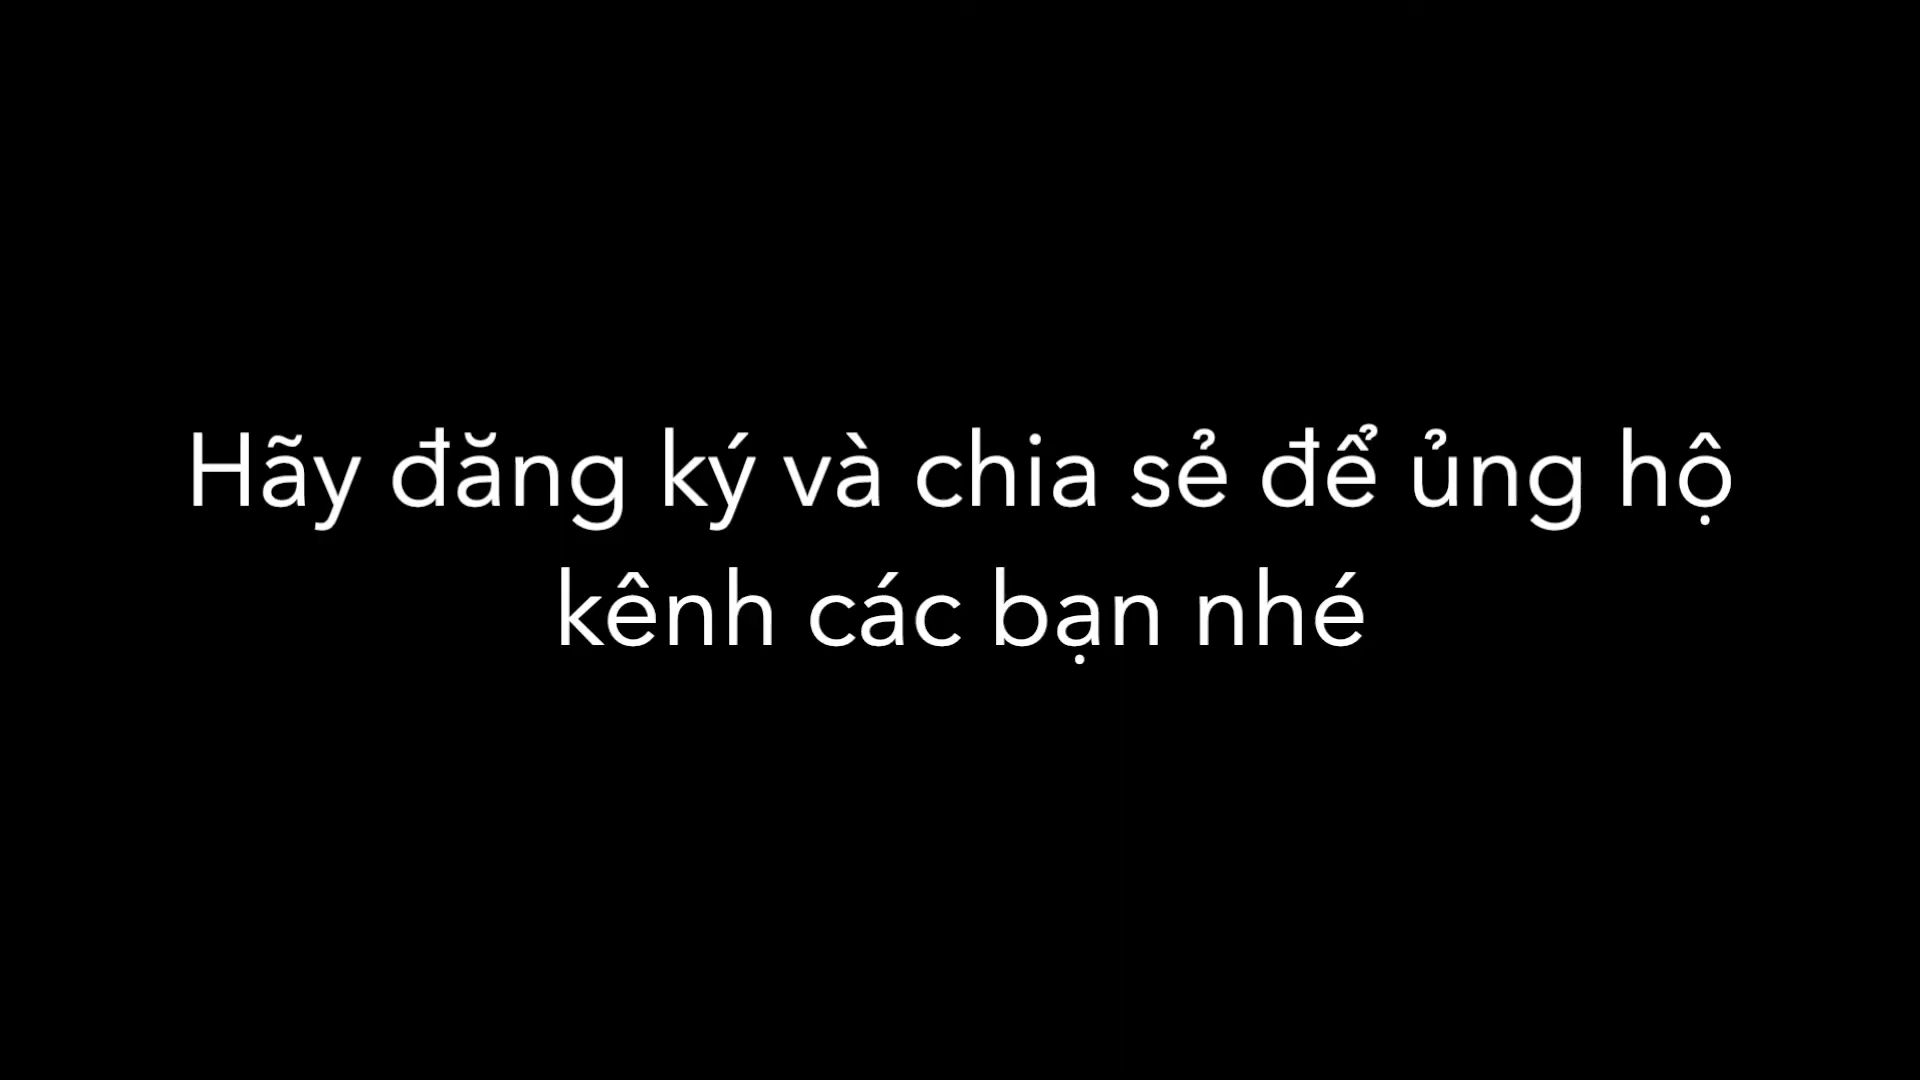 Hãy đăng ký và chia sẻ để ủng hộ
kênh các bạn nhé